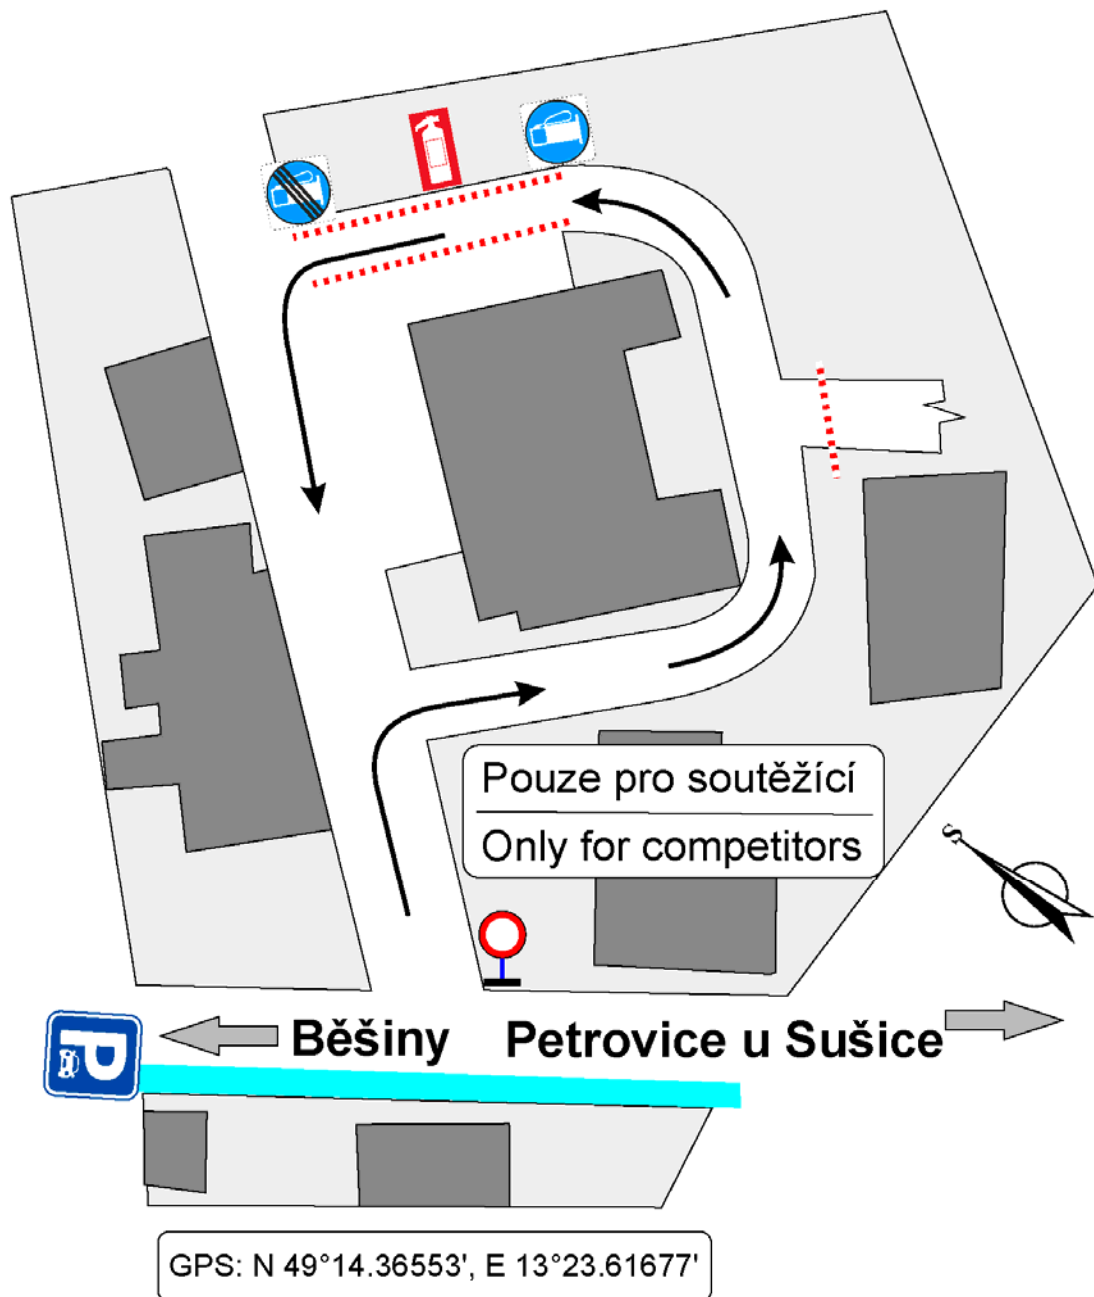 Pouze pro soutěžící
Only for competitors
S
Běšiny
Petrovice u Sušice
P
GPS: N 49°14.36553', E 13°23.61677'